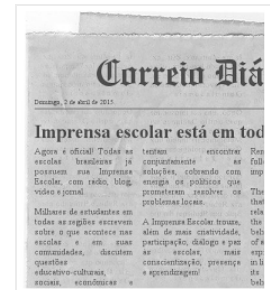 Correio Diá
Domingo, 2 de abril de 2015.
Imprensa escolar está em tod
Agora é oficial! Todas as
escolas brasileiras já
possuem sua Imprensa
Escolar, com rádio, blog,
vídeo e jornal.
Milhares de estudantes em
todas as regiões escrevem
sobre o que acontece nas
escolas e em suas
comunidades, discutem
questões
educativo-culturais,
sociais, econômicas e
tentam encontrar
conjuntamente as
soluções, cobrando com
energia os políticos que
prometeram resolver os
problemas locais.
A Imprensa Escolar trouxe,
além de mais criatividade,
participação, diálogo e paz
às escolas, mais
conscientização, presença
e aprendizagem!